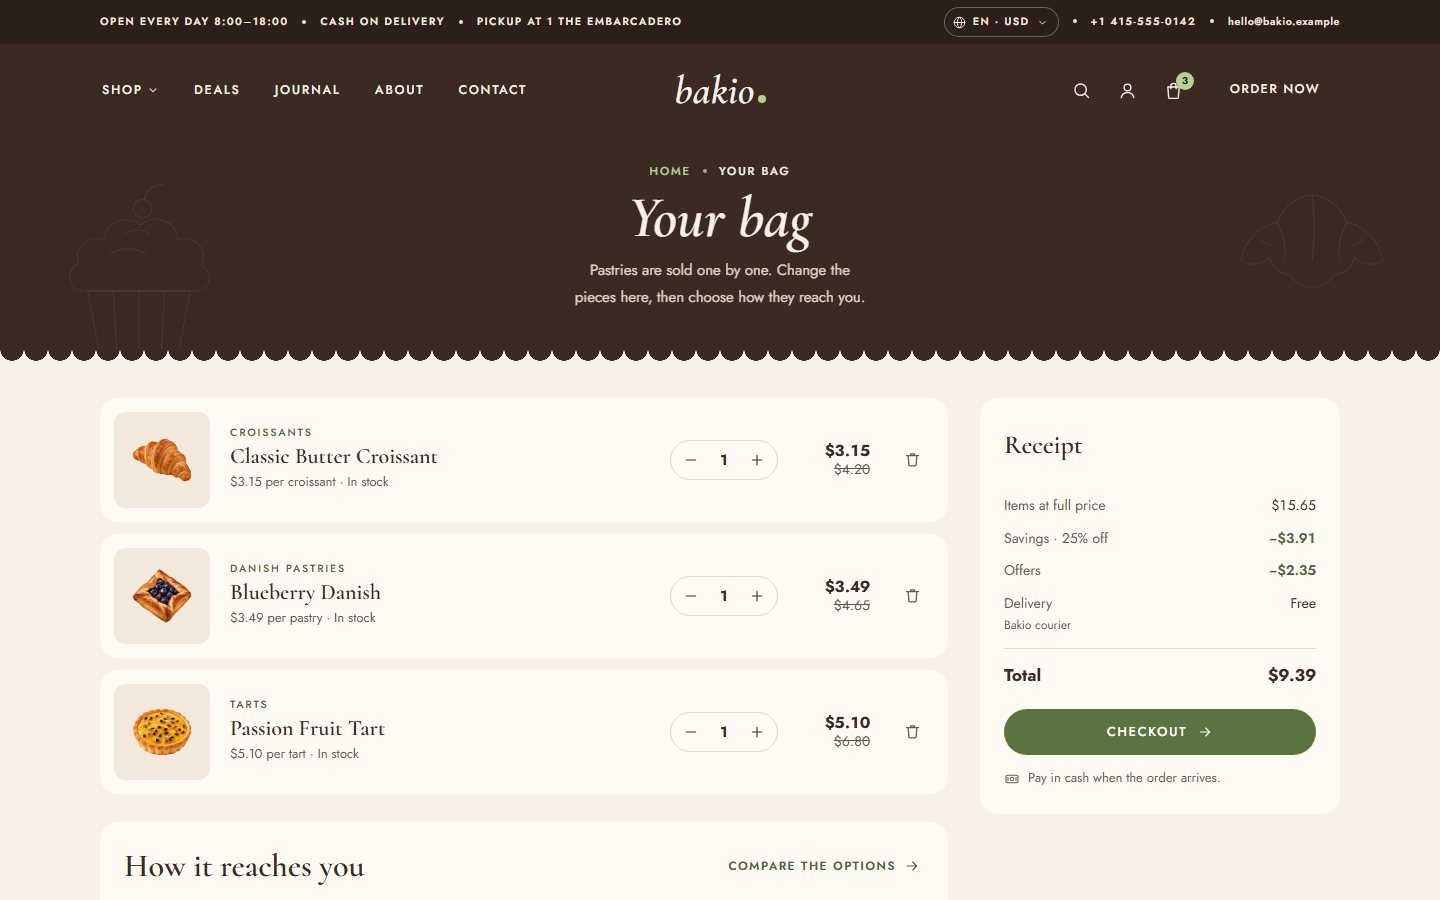 OPEN EVERY DAY 8:00–18:00 • CASH ON DELIVERY • PICKUP AT 1 THE EMBARCADERO
EN · USD • +1 415-555-0142 • hello@bakio.example
SHOP DEALS JOURNAL ABOUT CONTACT
bakio.
3
ORDER NOW
HOME • YOUR BAG
Your bag
Pastries are sold one by one. Change the
pieces here, then choose how they reach you.
CROISSANTS
Classic Butter Croissant
$3.15 per croissant · In stock
− 1 +
$3.15
$4.20
DANISH PASTRIES
Blueberry Danish
$3.49 per pastry · In stock
− 1 +
$3.49
$4.65
TARTS
Passion Fruit Tart
$5.10 per tart · In stock
− 1 +
$5.10
$6.80
How it reaches you
COMPARE THE OPTIONS →
Receipt
Items at full price $15.65
Savings · 25% off −$3.91
Offers −$2.35
Delivery Free
Bakio courier
Total $9.39
CHECKOUT →
Pay in cash when the order arrives.